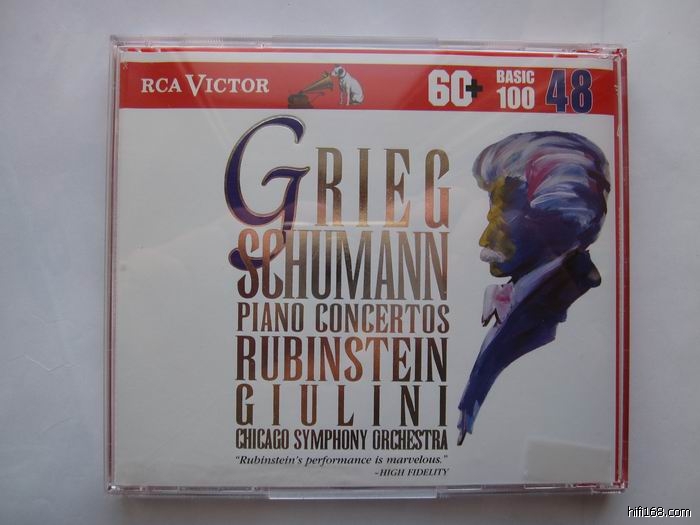 RCA VICTOR
60+
BASIC
100
48
GRIEG
SCHUMANN
PIANO CONCERTOS
RUBINSTEIN
GIULINI
CHICAGO SYMPHONY ORCHESTRA
"Rubinstein's performance is marvelous."
–HIGH FIDELITY
hifi168.com